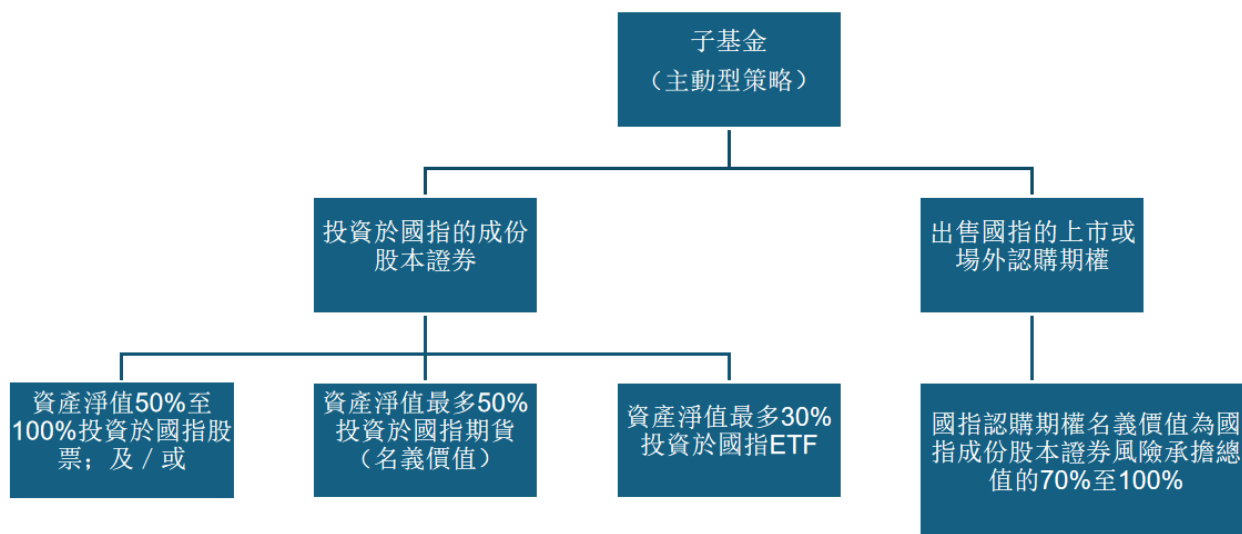 子基金
（主動型策略）
投資於國指的成份
股本證券
出售國指的上市或
場外認購期權
資產淨值50%至
100%投資於國指股
票；及／或
資產淨值最多50%
投資於國指期貨
（名義價值）
資產淨值最多30%
投資於國指ETF
國指認購期權名義價值為國
指成份股本證券風險承擔總
值的70%至100%